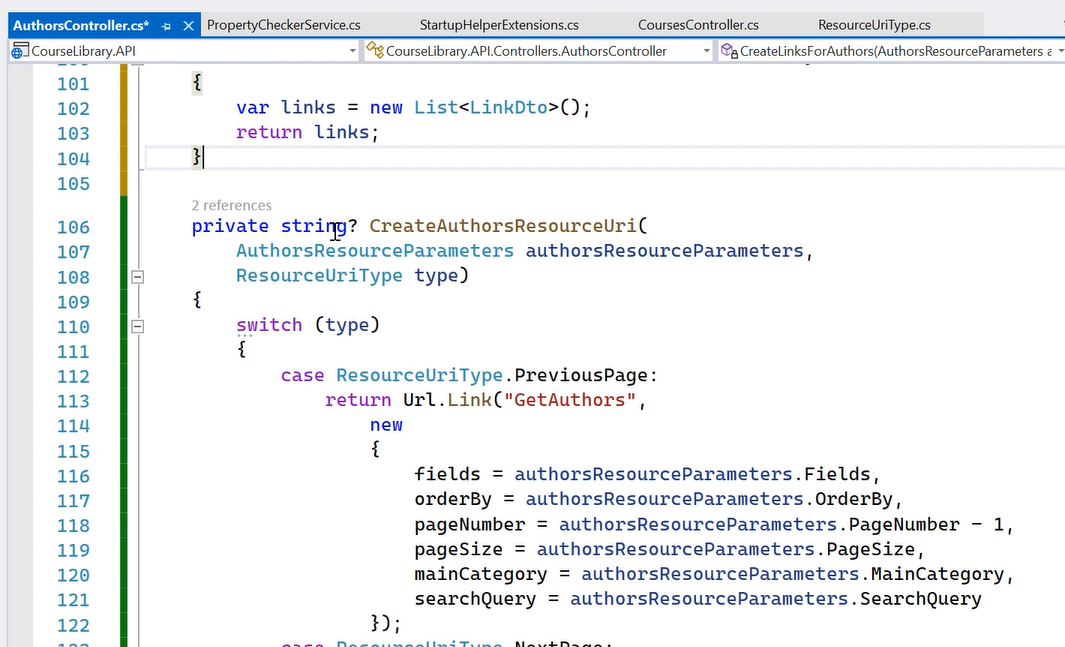 AuthorsController.cs* PropertyCheckerService.cs StartupHelperExtensions.cs CoursesController.cs ResourceUriType.cs
CourseLibrary.API CourseLibrary.API.Controllers.AuthorsController CreateLinksForAuthors(AuthorsResourceParameters a
101 {
102 var links = new List<LinkDto>();
103 return links;
104 }
105
2 references
106 private string? CreateAuthorsResourceUri(
107 AuthorsResourceParameters authorsResourceParameters,
108 ResourceUriType type)
109 {
110 switch (type)
111 {
112 case ResourceUriType.PreviousPage:
113 return Url.Link("GetAuthors",
114 new
115 {
116 fields = authorsResourceParameters.Fields,
117 orderBy = authorsResourceParameters.OrderBy,
118 pageNumber = authorsResourceParameters.PageNumber - 1,
119 pageSize = authorsResourceParameters.PageSize,
120 mainCategory = authorsResourceParameters.MainCategory,
121 searchQuery = authorsResourceParameters.SearchQuery
122 });
case ResourceUriType.NextPage: